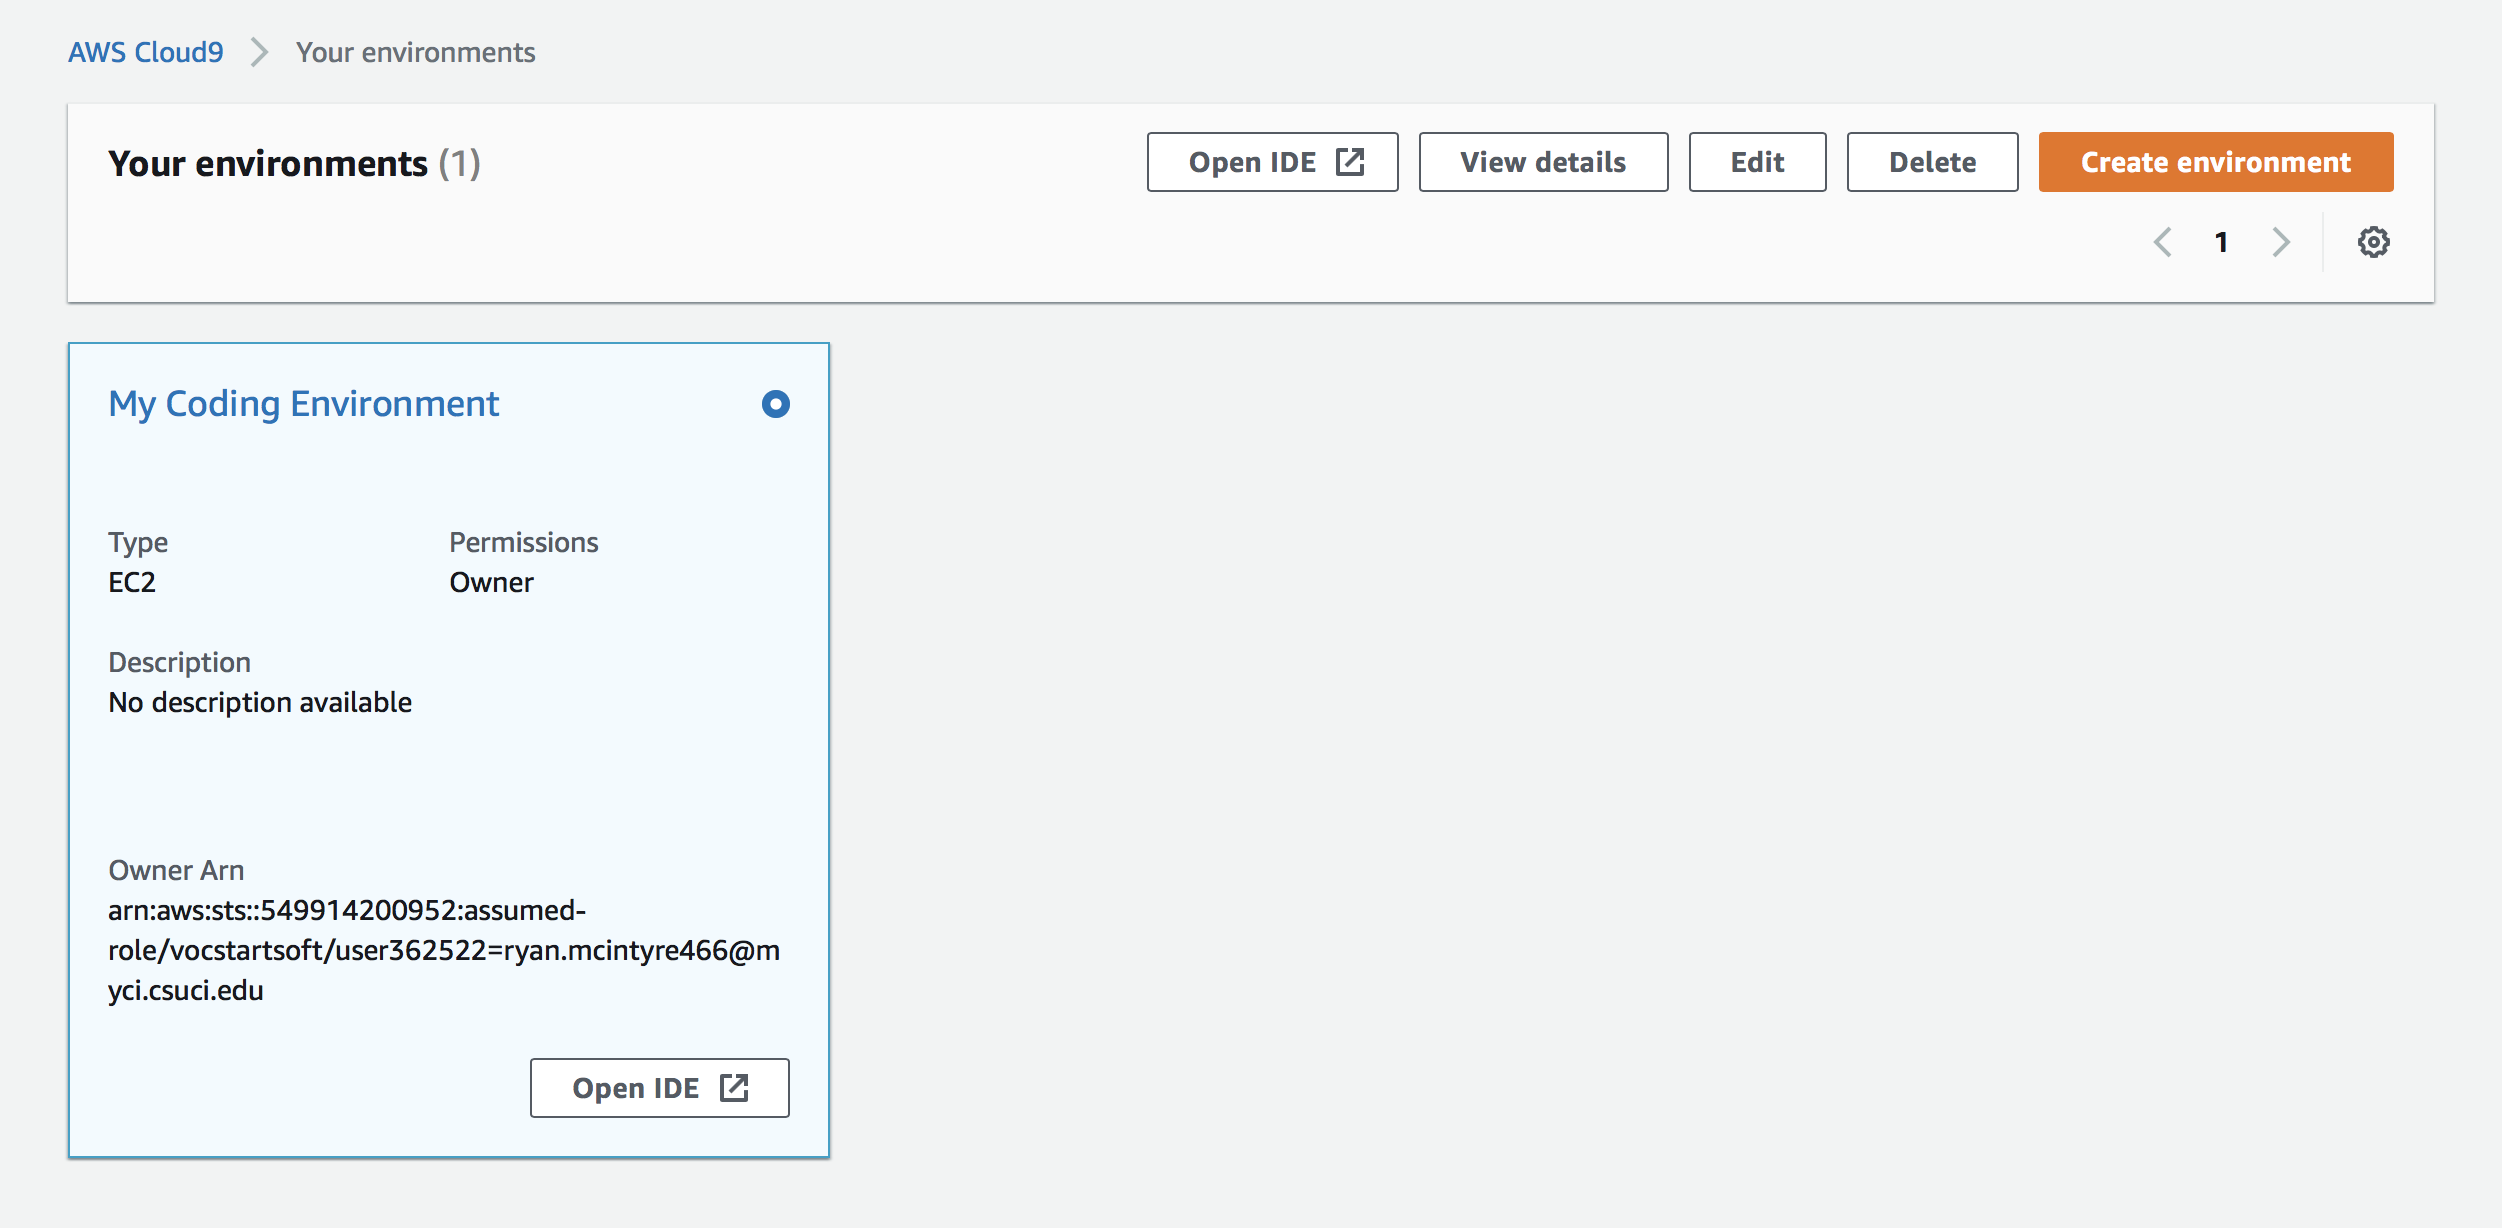 AWS Cloud9 Your environments
Your environments (1)
Open IDE View details Edit Delete Create environment
1
My Coding Environment
Type Permissions
EC2 Owner
Description
No description available
Owner Arn
arn:aws:sts::549914200952:assumed-
role/vocstartsoft/user362522=ryan.mcintyre466@m
yci.csuci.edu
Open IDE